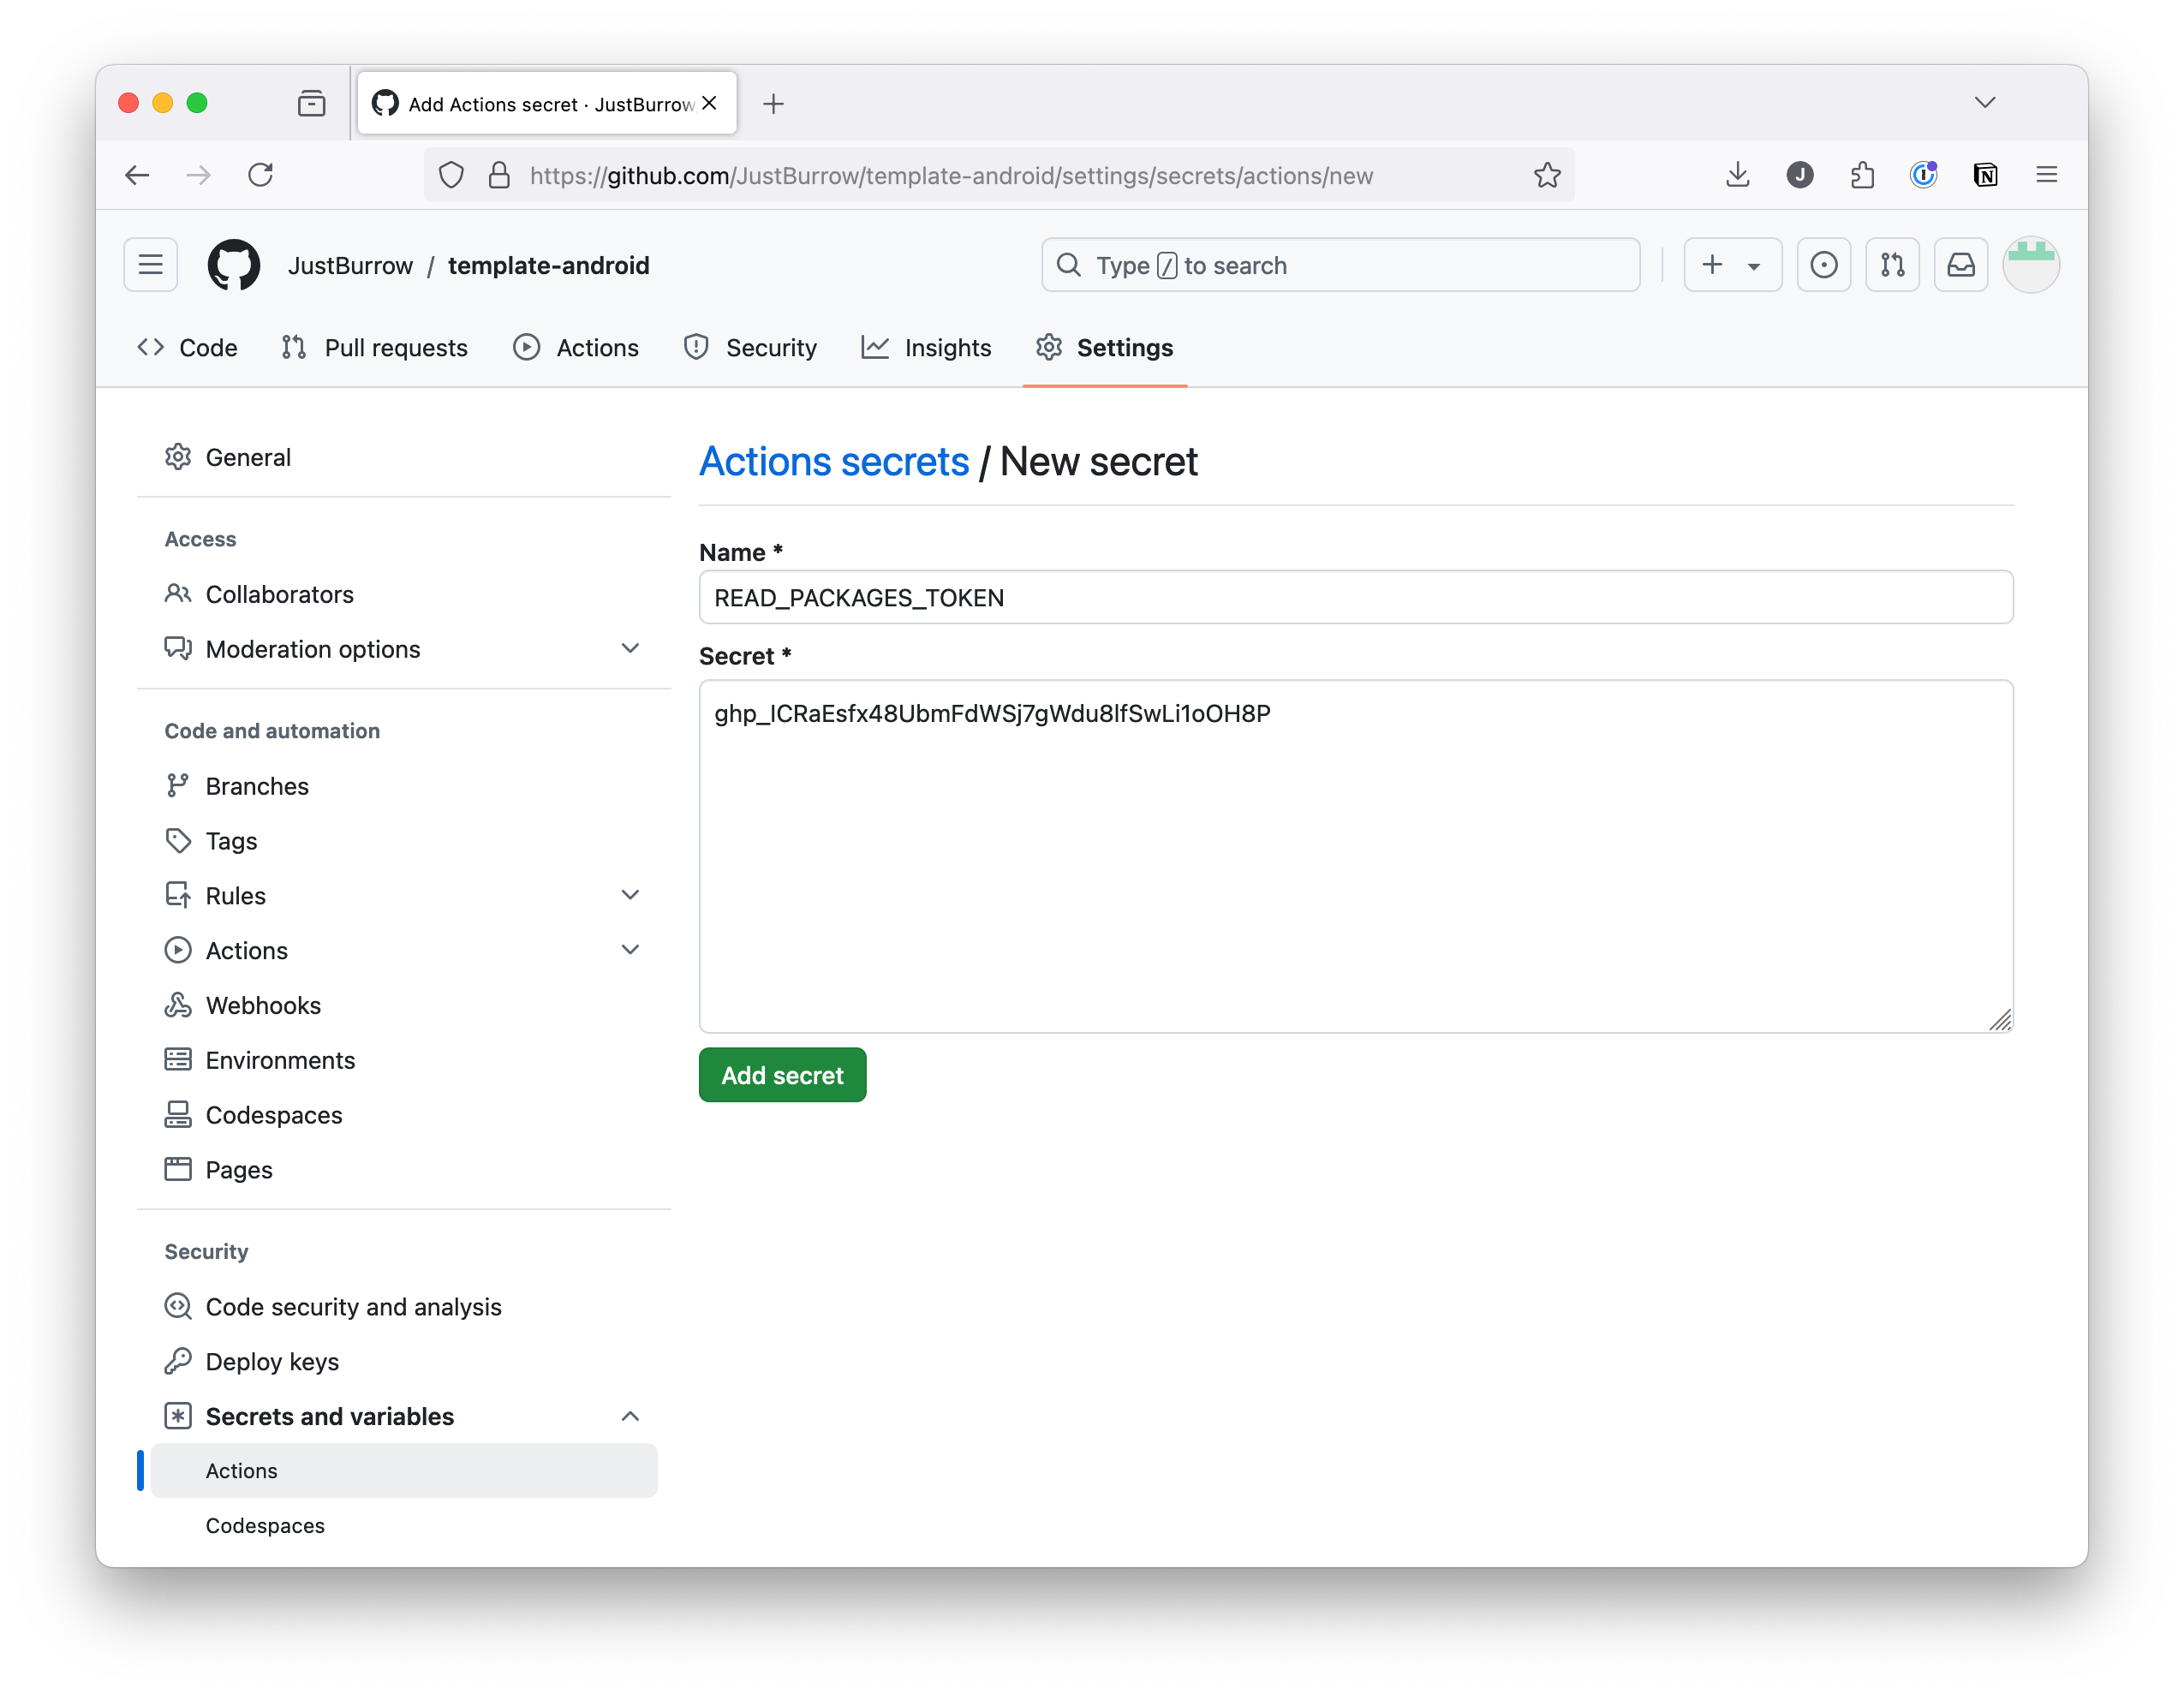 Add Actions secret · JustBurrow
https://github.com/JustBurrow/template-android/settings/secrets/actions/new
JustBurrow / template-android
Type / to search
Code
Pull requests
Actions
Security
Insights
Settings
General
Access
Collaborators
Moderation options
Code and automation
Branches
Tags
Rules
Actions
Webhooks
Environments
Codespaces
Pages
Security
Code security and analysis
Deploy keys
Secrets and variables
Actions
Codespaces
Actions secrets / New secret
Name *
READ_PACKAGES_TOKEN
Secret *
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
Add secret